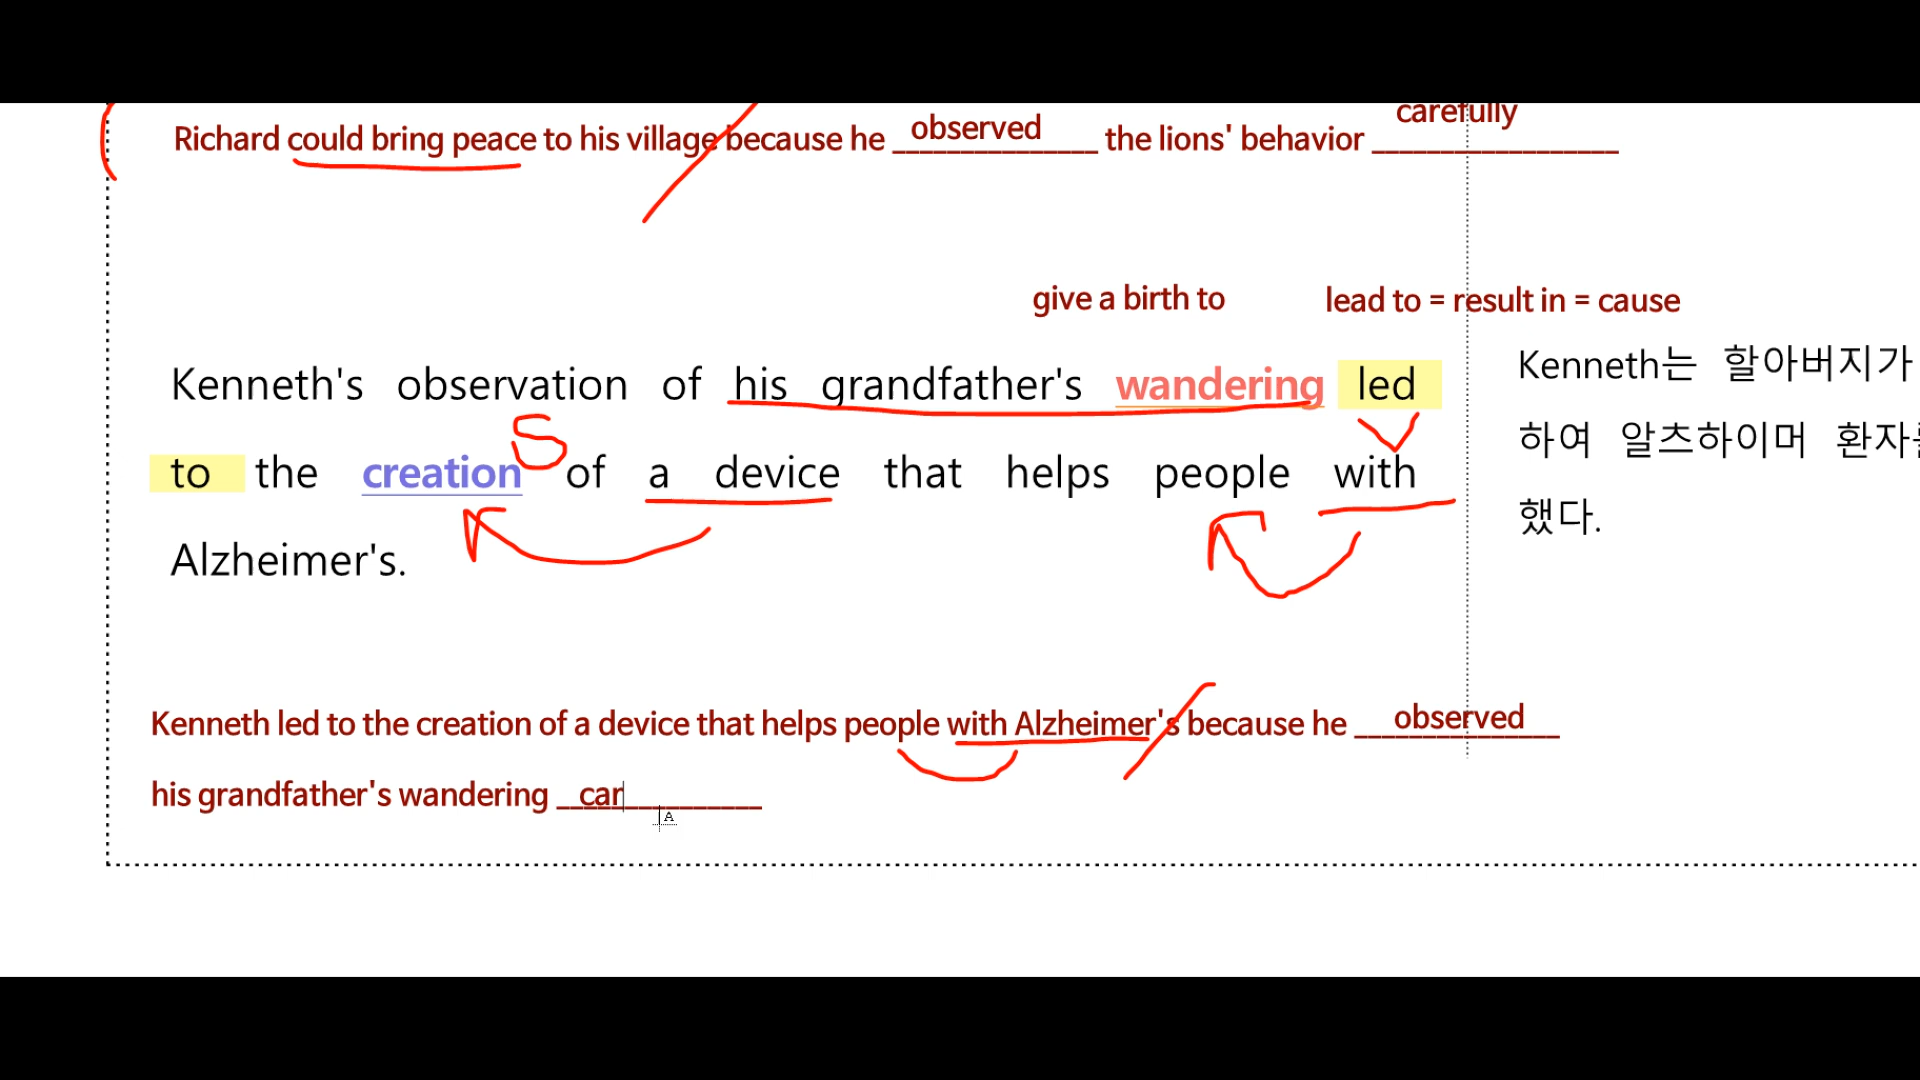 carefully
Richard could bring peace to his village because he observed the lions' behavior
give a birth to
lead to = result in = cause
Kenneth's observation of his grandfather's wandering led
S
V
to the creation of a device that helps people with
Alzheimer's.
Kenneth는 할아버지가
하여 알츠하이머 환자
했다.
Kenneth led to the creation of a device that helps people with Alzheimer's because he observed
his grandfather's wandering car
A